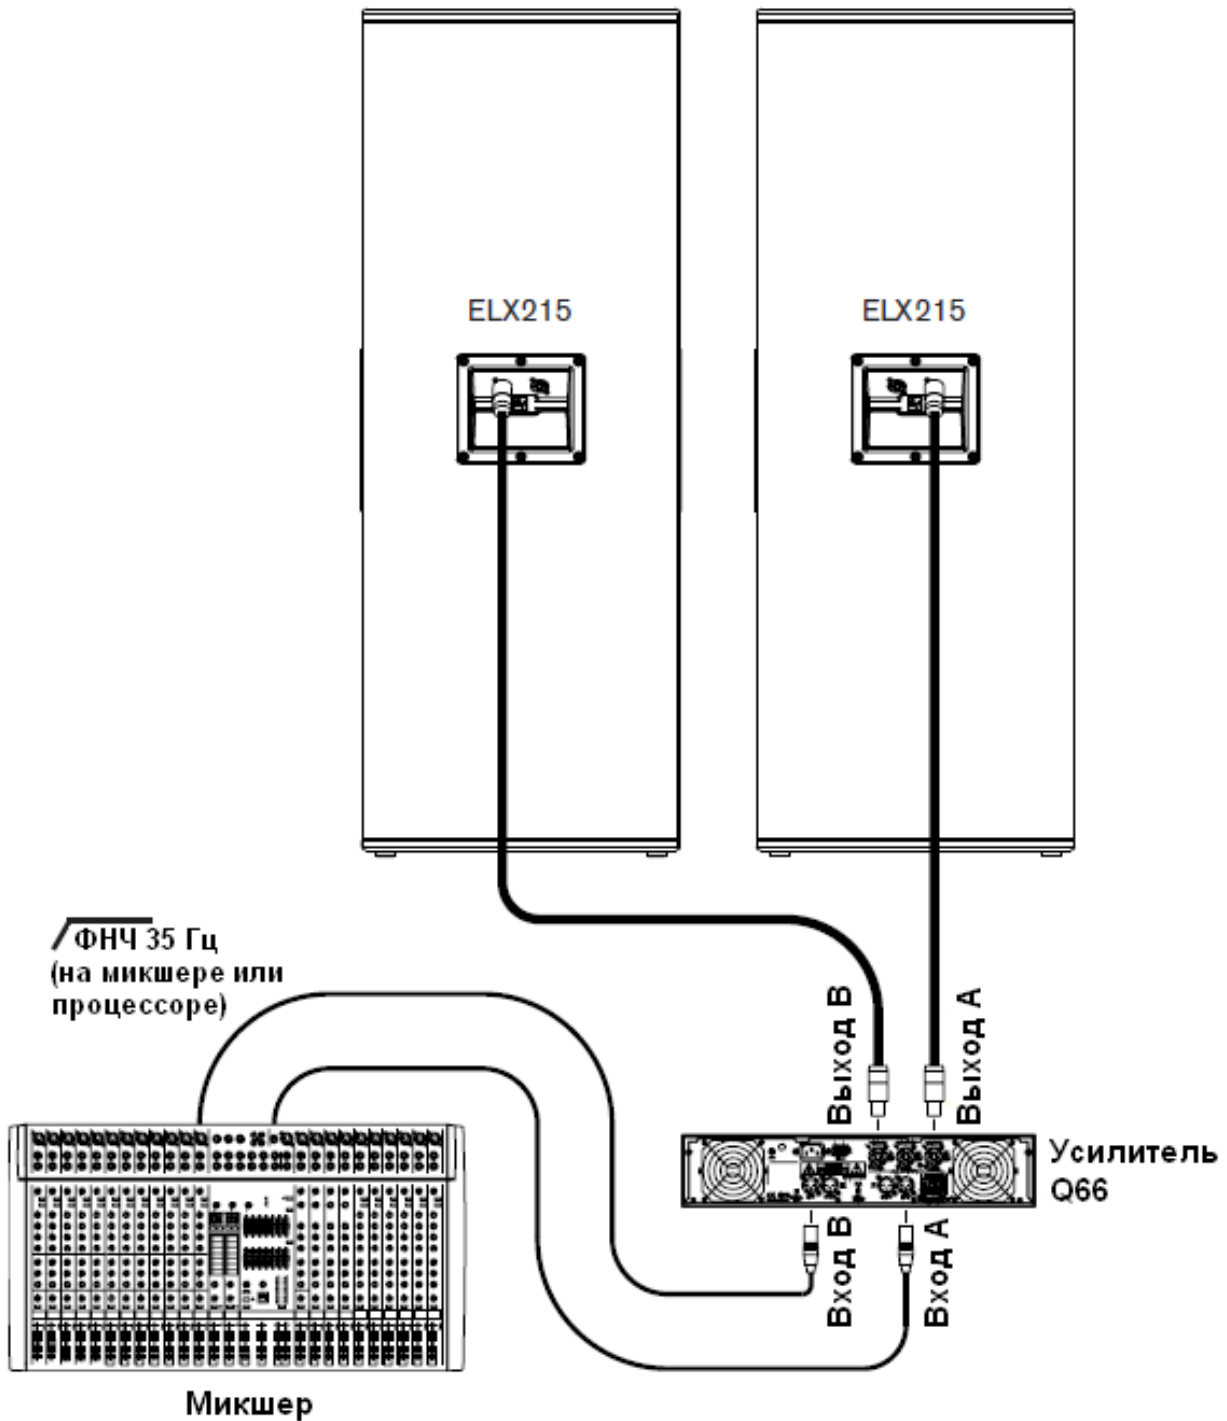 ELX215
ELX215
ФНЧ 35 Гц
(на микшере или
процессоре)
Выход B
Выход A
Усилитель
Q66
Вход B
Вход A
Микшер